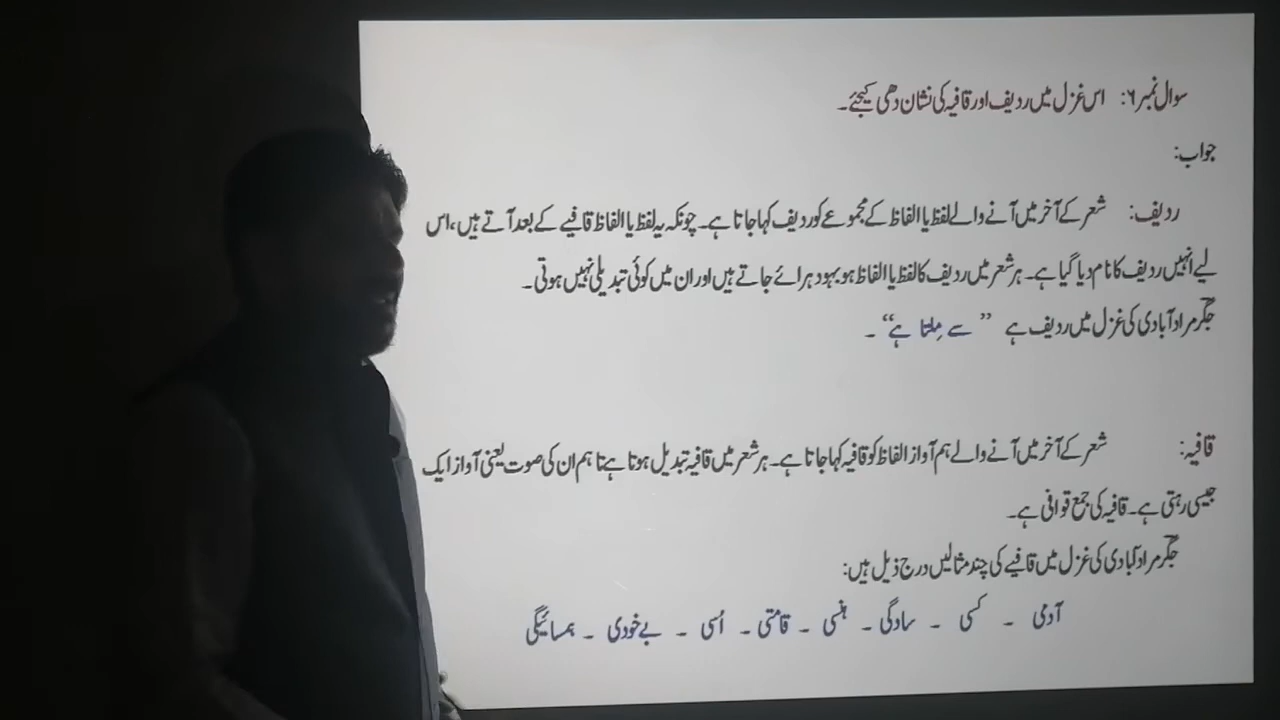 سوال نمبر ۶: اس غزل میں ردیف اور قافیہ کی نشان دھی کیجئے۔
جواب:
ردیف: شعر کے آخر میں آنے والے لفظ یا الفاظ کے مجموعے کو ردیف کہا جاتا ہے۔ چونکہ یہ لفظ یا الفاظ قافیے کے بعد آتے ہیں، اس
لیے انہیں ردیف کا نام دیا گیا ہے۔ ہر شعر میں ردیف کا لفظ یا الفاظ ہو بہو دہرائے جاتے ہیں اور ان میں کوئی تبدیلی نہیں ہوتی۔
جگر مراد آبادی کی غزل میں ردیف ہے ”سے مِلتا ہے“۔
قافیہ: شعر کے آخر میں آنے والے ہم آواز الفاظ کو قافیہ کہا جاتا ہے۔ ہر شعر میں قافیہ تبدیل ہوتا ہے تا ہم ان کی صوت یعنی آواز ایک
جیسی رہتی ہے۔ قافیہ کی جمع قوافی ہے۔
جگر مراد آبادی کی غزل میں قافیے کی چند مثالیں درج ذیل ہیں:
آدمی ۔ کسی ۔ سادگی ۔ ہنسی ۔ قامتی ۔ اُسی ۔ بے خودی ۔ ہمسائیگی